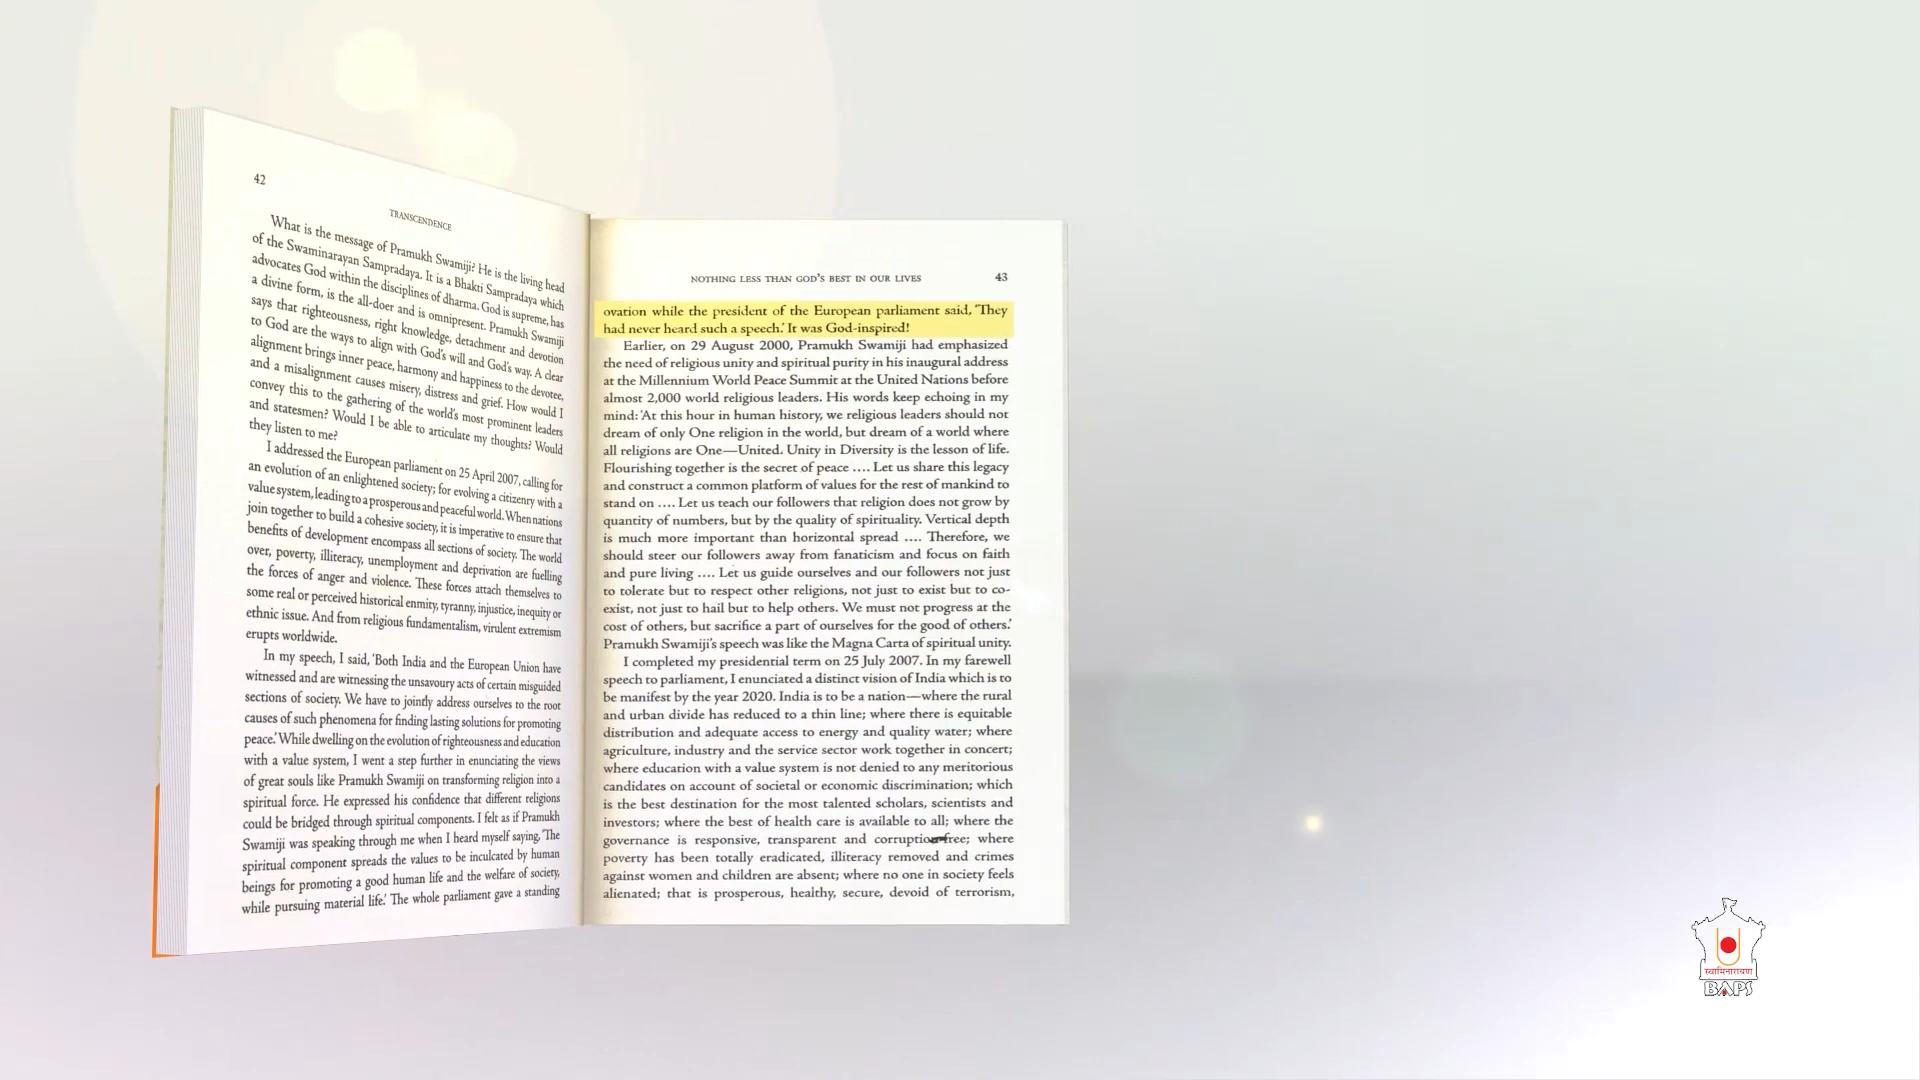 42
TRANSCENDENCE
What is the message of Pramukh Swamiji? He is the living head
of the Swaminarayan Sampradaya. It is a Bhakti Sampradaya which
advocates God within the disciplines of dharma. God is supreme, has
a divine form, is the all-doer and is omnipresent. Pramukh Swamiji
says that righteousness, right knowledge, detachment and devotion
to God are the ways to align with God's will and God's way. A clear
alignment brings inner peace, harmony and happiness to the devotee,
and a misalignment causes misery, distress and grief. How would I
convey this to the gathering of the world's most prominent leaders
and statesmen? Would I be able to articulate my thoughts? Would
they listen to me?
I addressed the European parliament on 25 April 2007, calling for
an evolution of an enlightened society; for evolving a citizenry with a
value system, leading to a prosperous and peaceful world. When nations
join together to build a cohesive society, it is imperative to ensure that
benefits of development encompass all sections of society. The world
over, poverty, illiteracy, unemployment and deprivation are fuelling
the forces of anger and violence. These forces attach themselves to
some real or perceived historical enmity, tyranny, injustice, inequity or
ethnic issue. And from religious fundamentalism, virulent extremism
erupts worldwide.
In my speech, I said, 'Both India and the European Union have
witnessed and are witnessing the unsavoury acts of certain misguided
sections of society. We have to jointly address ourselves to the root
causes of such phenomena for finding lasting solutions for promoting
peace.' While dwelling on the evolution of righteousness and education
with a value system, I went a step further in enunciating the views
of great souls like Pramukh Swamiji on transforming religion into a
spiritual force. He expressed his confidence that different religions
could be bridged through spiritual components. I felt as if Pramukh
Swamiji was speaking through me when I heard myself saying, 'The
spiritual component spreads the values to be inculcated by human
beings for promoting a good human life and the welfare of society,
while pursuing material life.' The whole parliament gave a standing
NOTHING LESS THAN GOD'S BEST IN OUR LIVES 43
ovation while the president of the European parliament said, 'They
had never heard such a speech.' It was God-inspired!
Earlier, on 29 August 2000, Pramukh Swamiji had emphasized
the need of religious unity and spiritual purity in his inaugural address
at the Millennium World Peace Summit at the United Nations before
almost 2,000 world religious leaders. His words keep echoing in my
mind: 'At this hour in human history, we religious leaders should not
dream of only One religion in the world, but dream of a world where
all religions are One—United. Unity in Diversity is the lesson of life.
Flourishing together is the secret of peace .... Let us share this legacy
and construct a common platform of values for the rest of mankind to
stand on .... Let us teach our followers that religion does not grow by
quantity of numbers, but by the quality of spirituality. Vertical depth
is much more important than horizontal spread .... Therefore, we
should steer our followers away from fanaticism and focus on faith
and pure living .... Let us guide ourselves and our followers not just
to tolerate but to respect other religions, not just to exist but to co-
exist, not just to hail but to help others. We must not progress at the
cost of others, but sacrifice a part of ourselves for the good of others.'
Pramukh Swamiji's speech was like the Magna Carta of spiritual unity.
I completed my presidential term on 25 July 2007. In my farewell
speech to parliament, I enunciated a distinct vision of India which is to
be manifest by the year 2020. India is to be a nation—where the rural
and urban divide has reduced to a thin line; where there is equitable
distribution and adequate access to energy and quality water; where
agriculture, industry and the service sector work together in concert;
where education with a value system is not denied to any meritorious
candidates on account of societal or economic discrimination; which
is the best destination for the most talented scholars, scientists and
investors; where the best of health care is available to all; where the
governance is responsive, transparent and corruption-free; where
poverty has been totally eradicated, illiteracy removed and crimes
against women and children are absent; where no one in society feels
alienated; that is prosperous, healthy, secure, devoid of terrorism,
स्वामिनारायण
BAPS